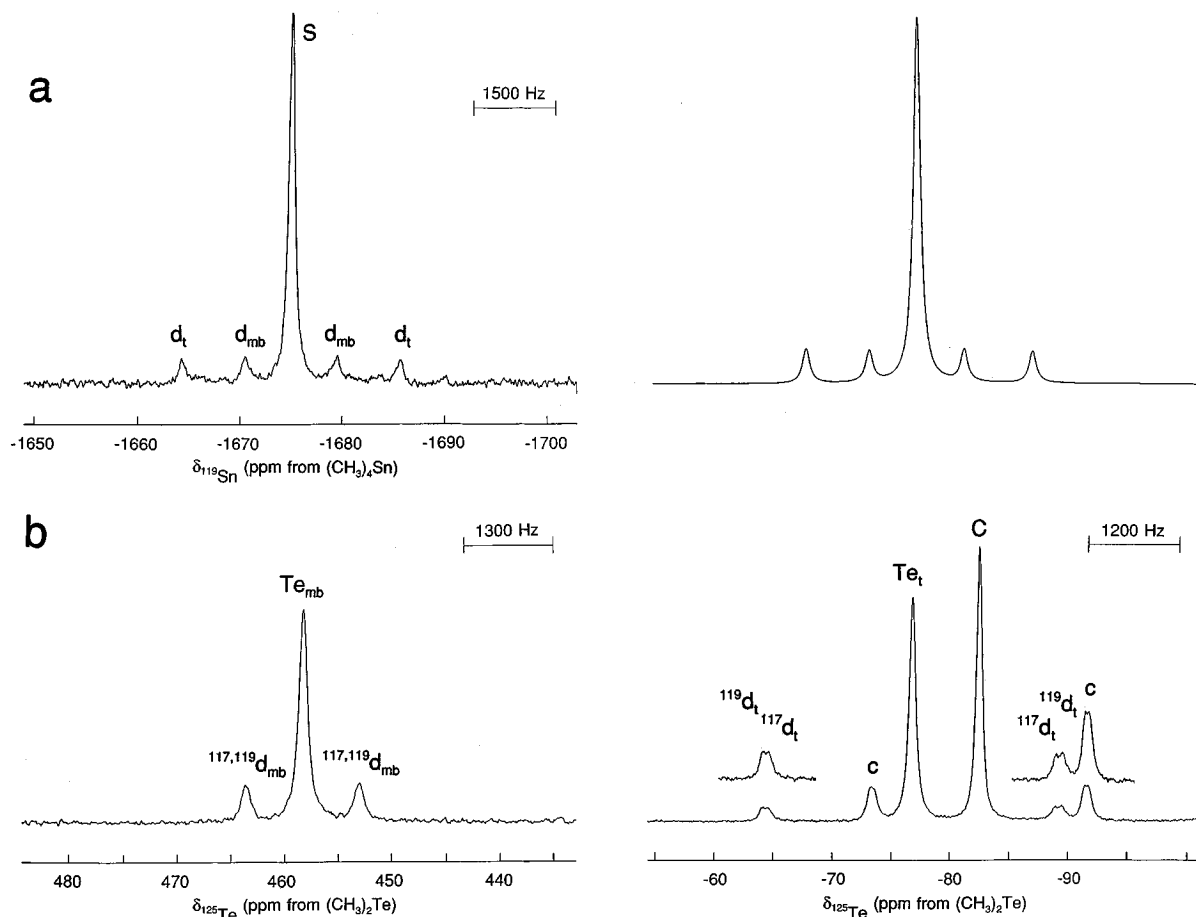 a
S
1500 Hz
dt dmb dmb dt
-1650 -1660 -1670 -1680 -1690 -1700
δ119Sn (ppm from (CH3)4Sn)
b
1300 Hz
Temb
117,119dmb 117,119dmb
480 470 460 450 440
δ125Te (ppm from (CH3)2Te)
C
1200 Hz
Tet
119dt 117dt
c
117dt 119dt
c
-60 -70 -80 -90
δ125Te (ppm from (CH3)2Te)